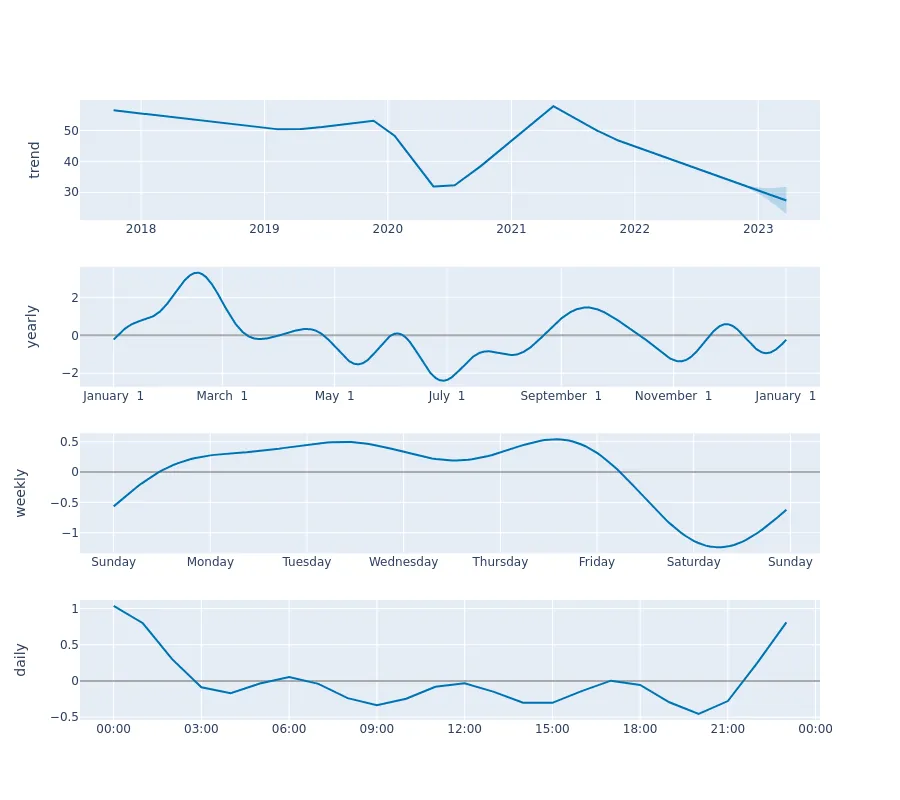 trend
50
40
30
2018 2019 2020 2021 2022 2023
yearly
2
0
−2
January 1 March 1 May 1 July 1 September 1 November 1 January 1
weekly
0.5
0
−0.5
−1
Sunday Monday Tuesday Wednesday Thursday Friday Saturday Sunday
daily
1
0.5
0
−0.5
00:00 03:00 06:00 09:00 12:00 15:00 18:00 21:00 00:00